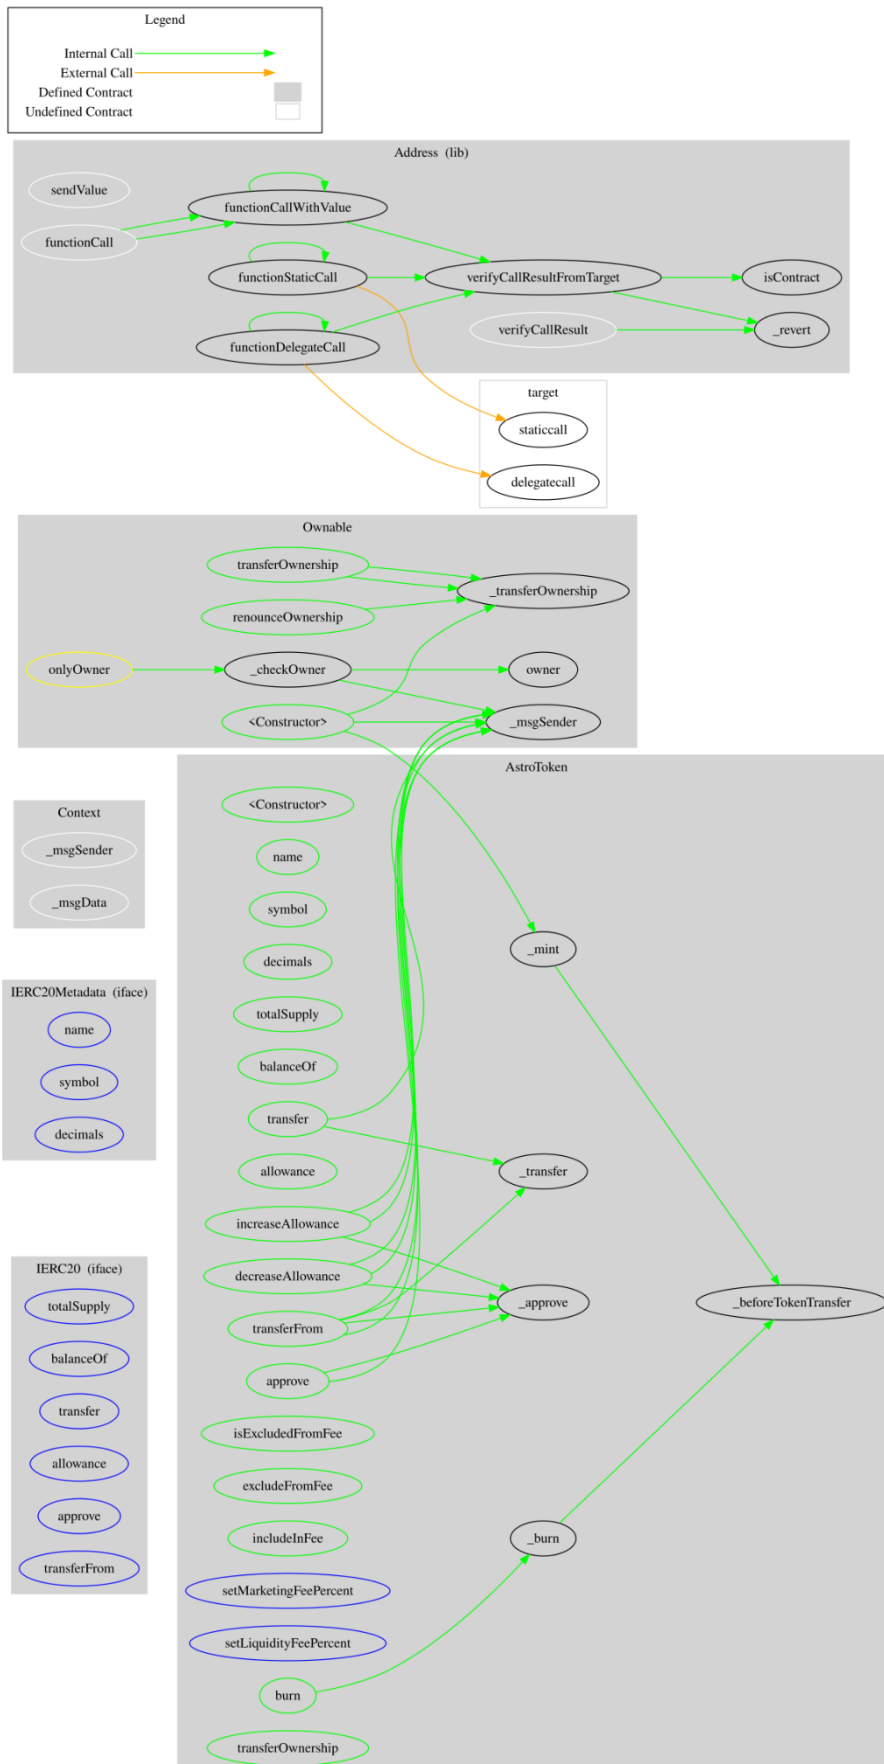 Legend
Internal Call
External Call
Defined Contract
Undefined Contract
Address  (lib)
sendValue
functionCallWithValue
functionCall
functionStaticCall
verifyCallResultFromTarget
isContract
verifyCallResult
_revert
functionDelegateCall
target
staticcall
delegatecall
Ownable
transferOwnership
_transferOwnership
renounceOwnership
onlyOwner
_checkOwner
owner
<Constructor>
_msgSender
AstroToken
<Constructor>
name
symbol
decimals
totalSupply
balanceOf
transfer
allowance
increaseAllowance
decreaseAllowance
transferFrom
approve
isExcludedFromFee
excludeFromFee
includeInFee
setMarketingFeePercent
setLiquidityFeePercent
burn
transferOwnership
_mint
_transfer
_approve
_burn
_beforeTokenTransfer
Context
_msgSender
_msgData
IERC20Metadata  (iface)
name
symbol
decimals
IERC20  (iface)
totalSupply
balanceOf
transfer
allowance
approve
transferFrom